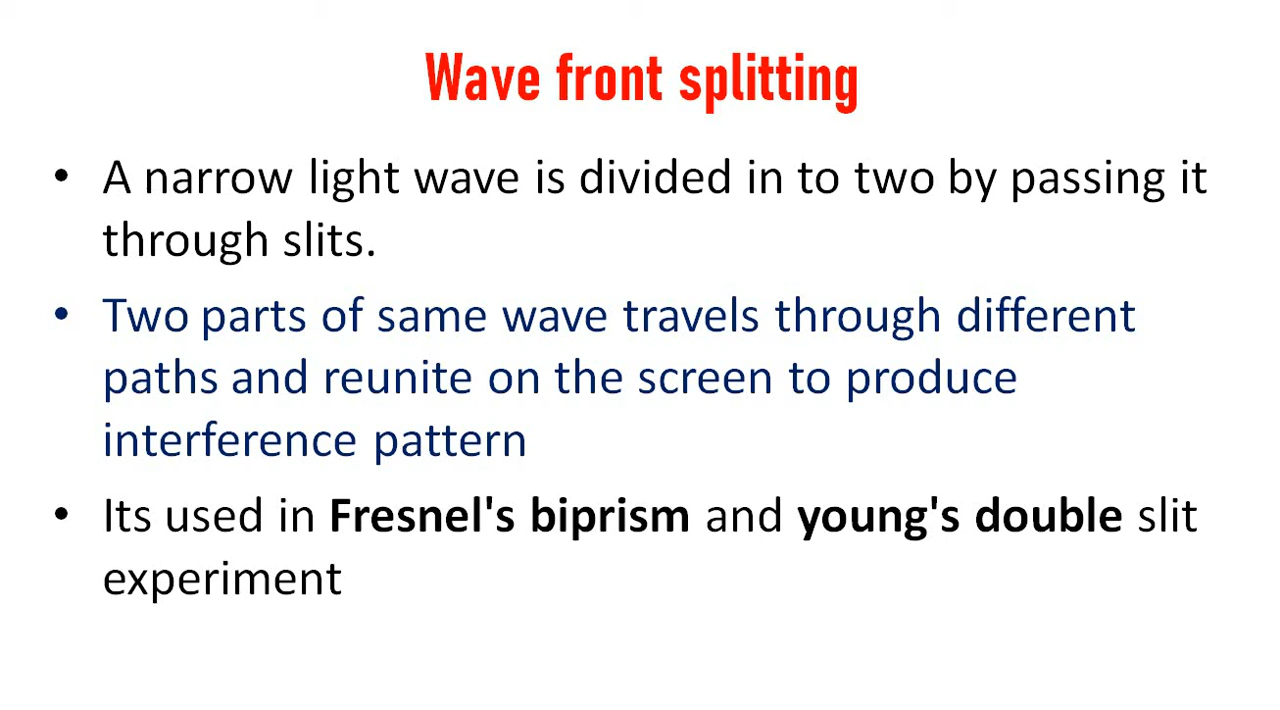 Wave front splitting
• A narrow light wave is divided in to two by passing it
through slits.
• Two parts of same wave travels through different
paths and reunite on the screen to produce
interference pattern
• Its used in Fresnel's biprism and young's double slit
experiment